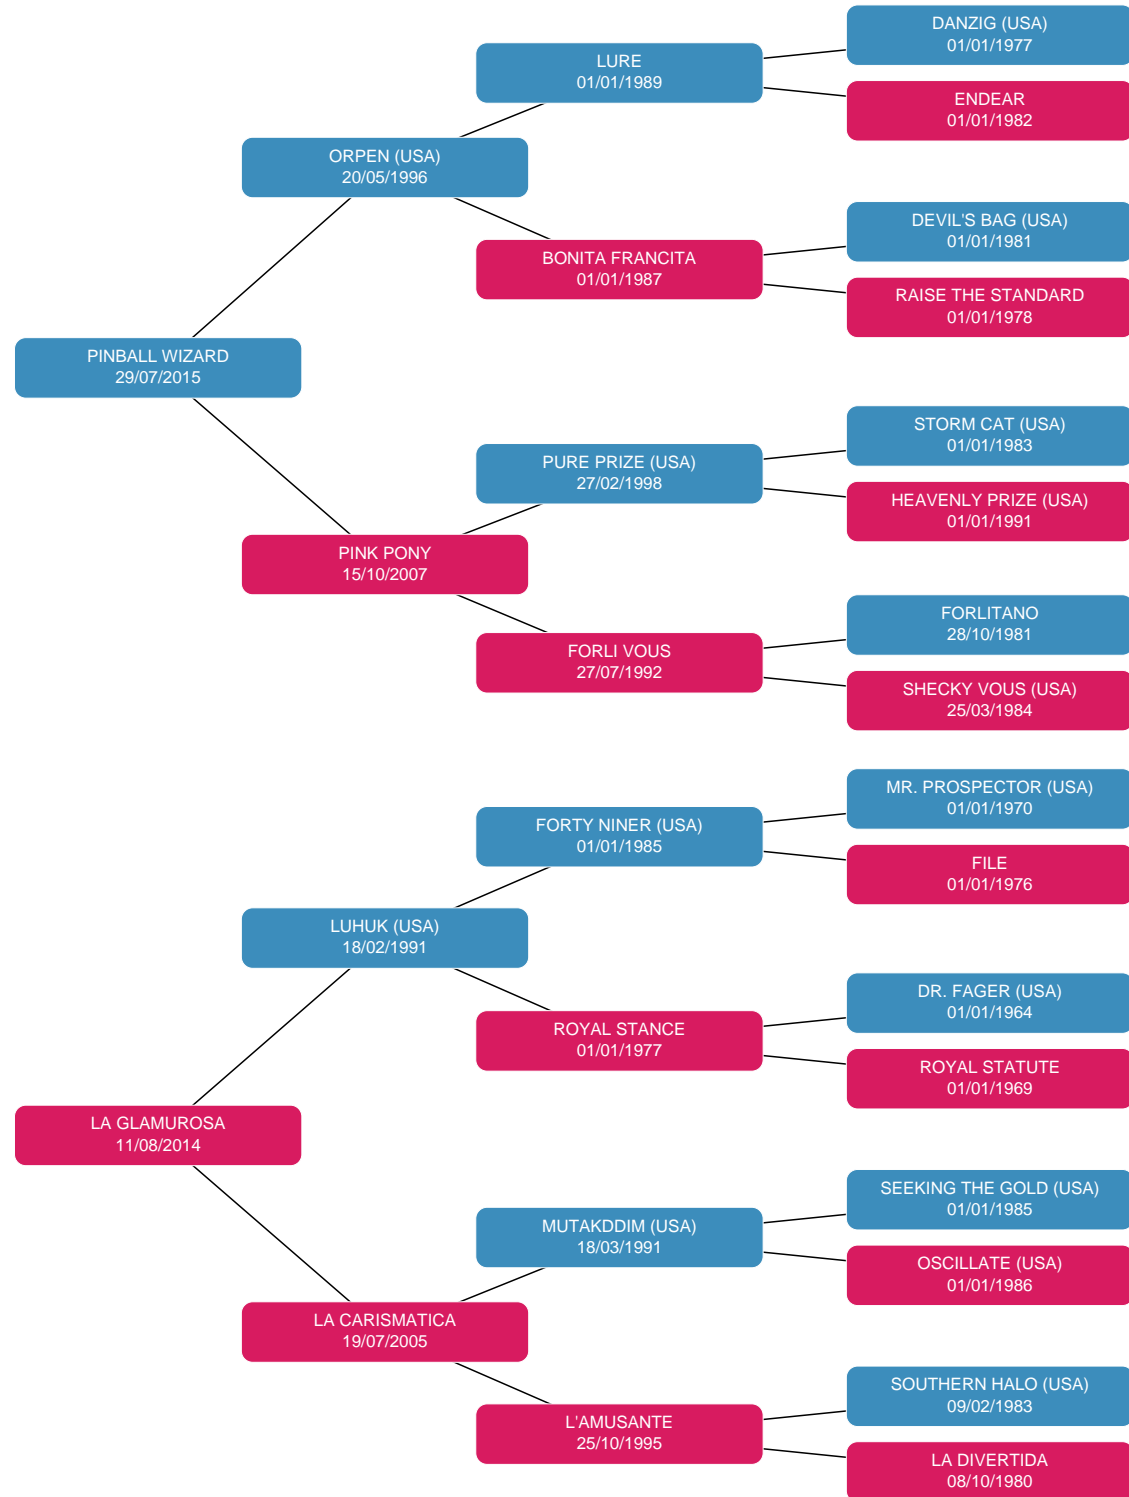 DANZIG (USA)
01/01/1977
LURE
01/01/1989
ENDEAR
01/01/1982
ORPEN (USA)
20/05/1996
DEVIL'S BAG (USA)
01/01/1981
BONITA FRANCITA
01/01/1987
RAISE THE STANDARD
01/01/1978
PINBALL WIZARD
29/07/2015
STORM CAT (USA)
01/01/1983
PURE PRIZE (USA)
27/02/1998
HEAVENLY PRIZE (USA)
01/01/1991
PINK PONY
15/10/2007
FORLITANO
28/10/1981
FORLI VOUS
27/07/1992
SHECKY VOUS (USA)
25/03/1984
MR. PROSPECTOR (USA)
01/01/1970
FORTY NINER (USA)
01/01/1985
FILE
01/01/1976
LUHUK (USA)
18/02/1991
DR. FAGER (USA)
01/01/1964
ROYAL STANCE
01/01/1977
ROYAL STATUTE
01/01/1969
LA GLAMUROSA
11/08/2014
SEEKING THE GOLD (USA)
01/01/1985
MUTAKDDIM (USA)
18/03/1991
OSCILLATE (USA)
01/01/1986
LA CARISMATICA
19/07/2005
SOUTHERN HALO (USA)
09/02/1983
L'AMUSANTE
25/10/1995
LA DIVERTIDA
08/10/1980